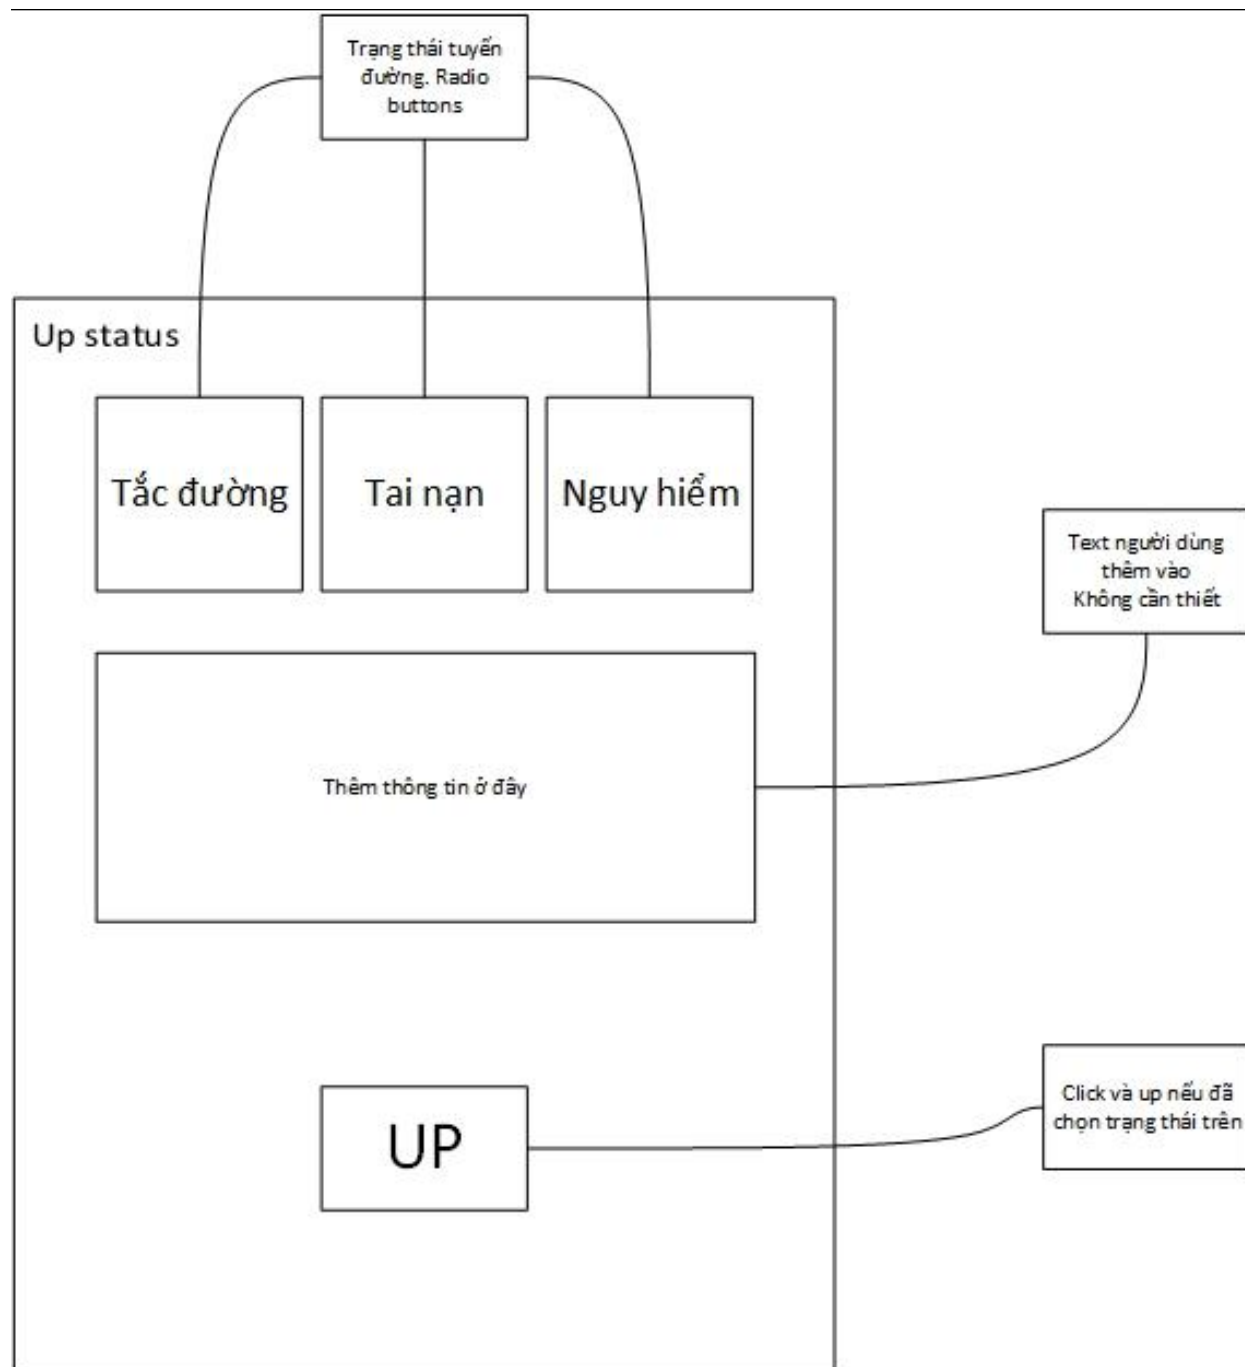 Trạng thái tuyến
đường. Radio
buttons
Up status
Tắc đường
Tai nạn
Nguy hiểm
Text người dùng
thêm vào
Không cần thiết
Thêm thông tin ở đây
Click và up nếu đã
chọn trạng thái trên
UP